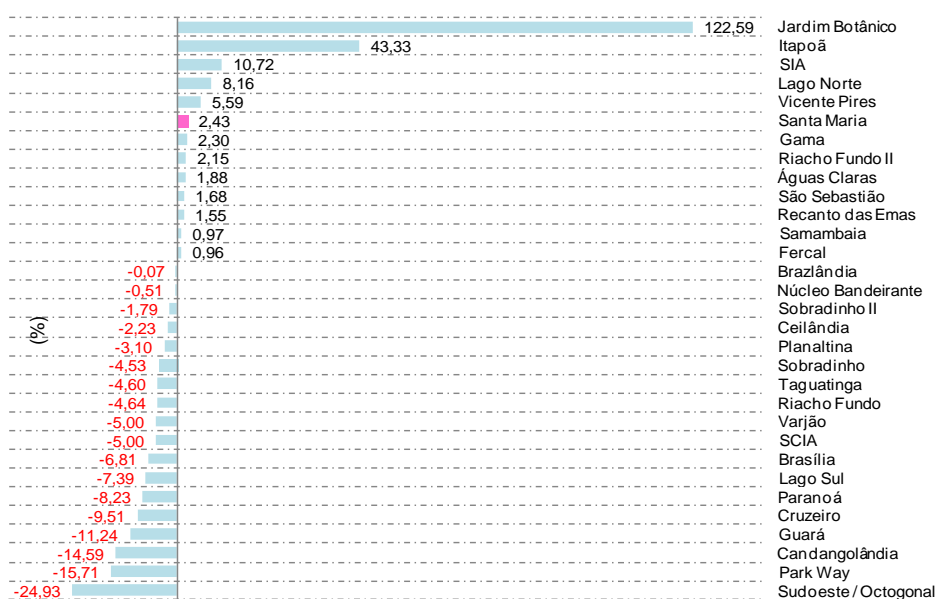 122,59 Jardim Botânico
43,33 Itapoã
10,72 SIA
8,16 Lago Norte
5,59 Vicente Pires
2,43 Santa Maria
2,30 Gama
2,15 Riacho Fundo II
1,88 Águas Claras
1,68 São Sebastião
1,55 Recanto das Emas
0,97 Samambaia
0,96 Fercal
-0,07 Brazlândia
-0,51 Núcleo Bandeirante
-1,79 Sobradinho II
(%)
-2,23 Ceilândia
-3,10 Planaltina
-4,53 Sobradinho
-4,60 Taguatinga
-4,64 Riacho Fundo
-5,00 Varjão
-5,00 SCIA
-6,81 Brasília
-7,39 Lago Sul
-8,23 Paranoá
-9,51 Cruzeiro
-11,24 Guará
-14,59 Candangolândia
-15,71 Park Way
-24,93 Sudoeste / Octogonal